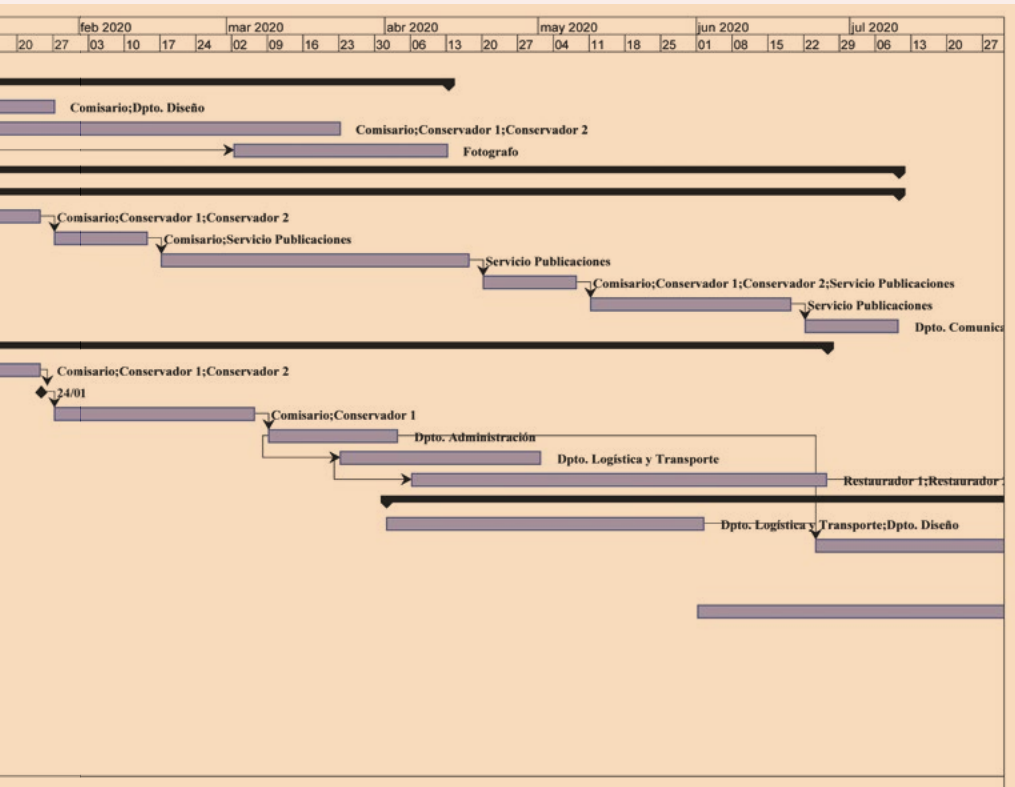 feb 2020 mar 2020 abr 2020 may 2020 jun 2020 jul 2020
20 27 03 10 17 24 02 09 16 23 30 06 13 20 27 04 11 18 25 01 08 15 22 29 06 13 20 27
Comisario;Dpto. Diseño
Comisario;Conservador 1;Conservador 2
Fotografo
Comisario;Conservador 1;Conservador 2
Comisario;Servicio Publicaciones
Servicio Publicaciones
Comisario;Conservador 1;Conservador 2;Servicio Publicaciones
Servicio Publicaciones
Dpto. Comunica
Comisario;Conservador 1;Conservador 2
24/01
Comisario;Conservador 1
Dpto. Administración
Dpto. Logística y Transporte
Restaurador 1;Restaurador
Dpto. Logística y Transporte;Dpto. Diseño